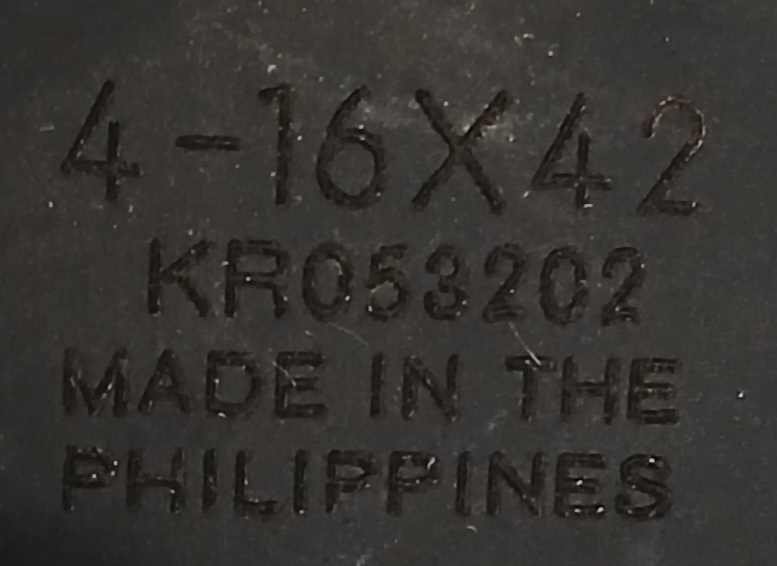 4-16X42
KR053202
MADE IN THE
PHILIPPINES